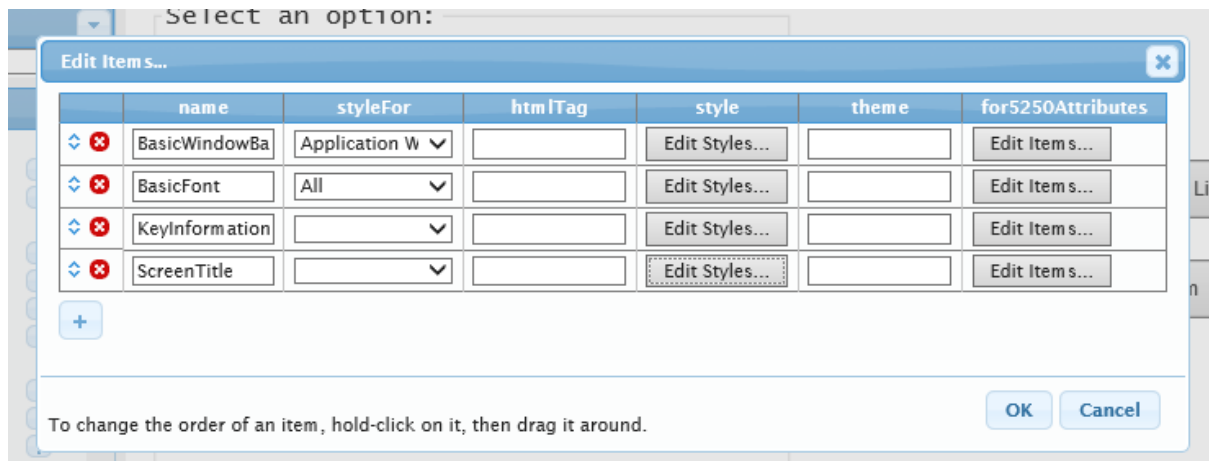 Select an option:
Edit Items...
name styleFor htmlTag style theme for5250Attributes
BasicWindowBa Application W Edit Styles... Edit Items...
BasicFont All Edit Styles... Edit Items...
KeyInformation Edit Styles... Edit Items...
ScreenTitle Edit Styles... Edit Items...
+
OK Cancel
To change the order of an item, hold-click on it, then drag it around.